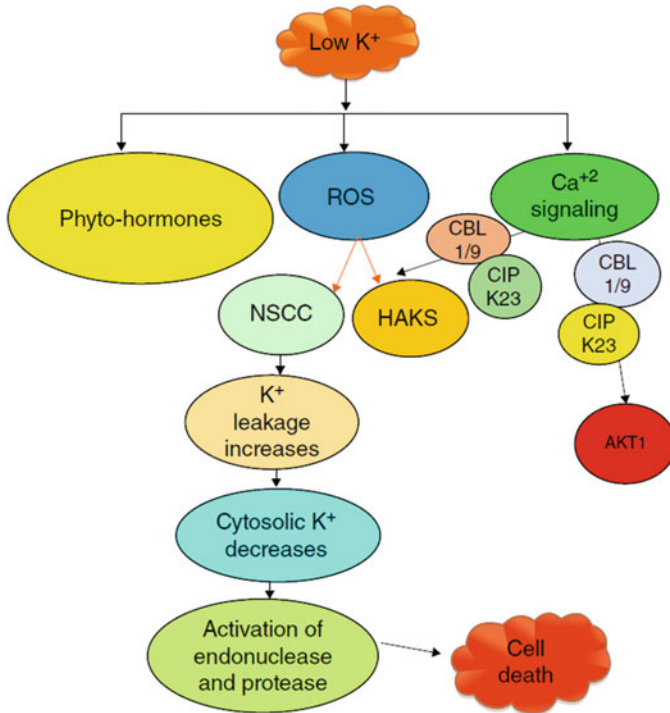 Low K+
Phyto-hormones
ROS
Ca+2
signaling
CBL
1/9
CIP
K23
CBL
1/9
CIP
K23
NSCC
HAKS
AKT1
K+
leakage
increases
Cytosolic K+
decreases
Activation of
endonuclease
and protease
Cell
death